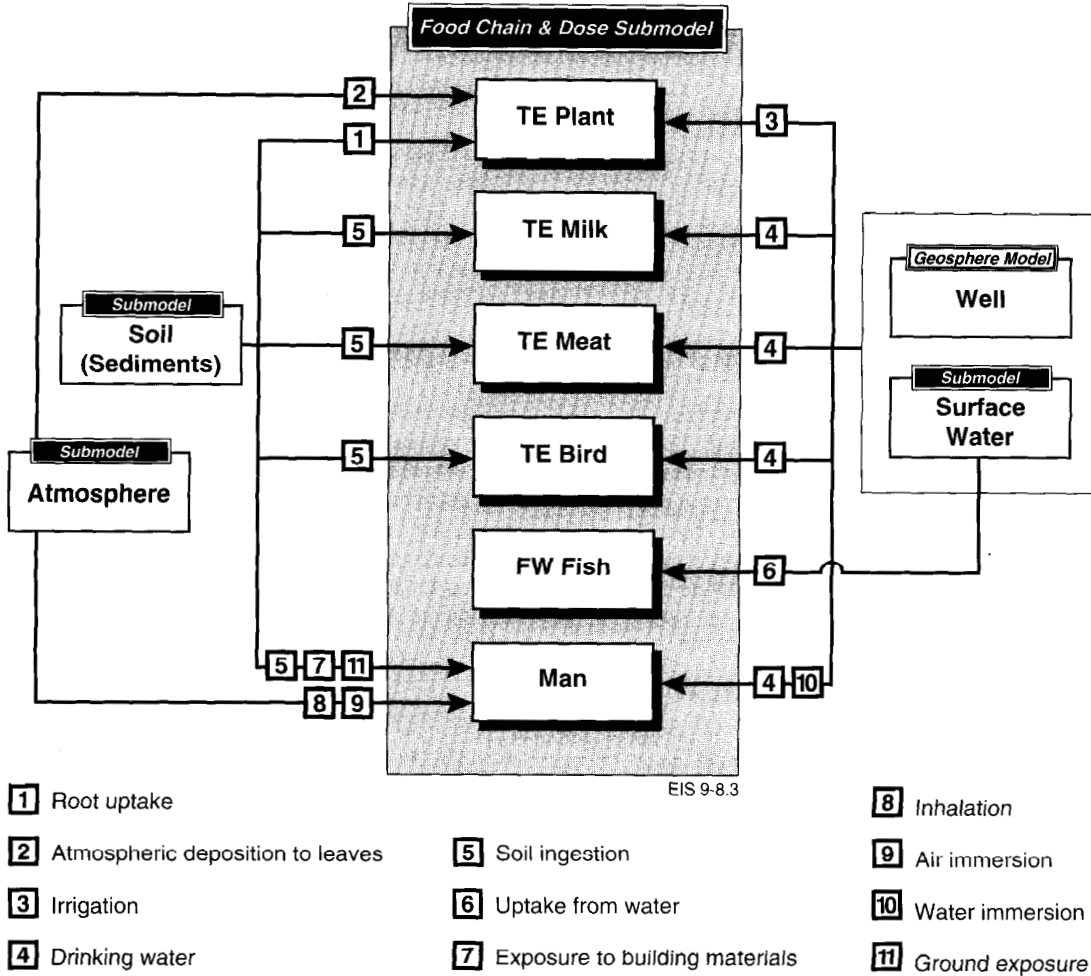 Food Chain & Dose Submodel
2
TE Plant
3
1
5
TE Milk
4
Geosphere Model
Well
Submodel
Soil
(Sediments)
5
TE Meat
4
Submodel
Surface
Water
Submodel
Atmosphere
5
TE Bird
4
FW Fish
6
5 7 11
Man
4 10
8 9
EIS 9-8.3
1 Root uptake
2 Atmospheric deposition to leaves
3 Irrigation
4 Drinking water
5 Soil ingestion
6 Uptake from water
7 Exposure to building materials
8 Inhalation
9 Air immersion
10 Water immersion
11 Ground exposure